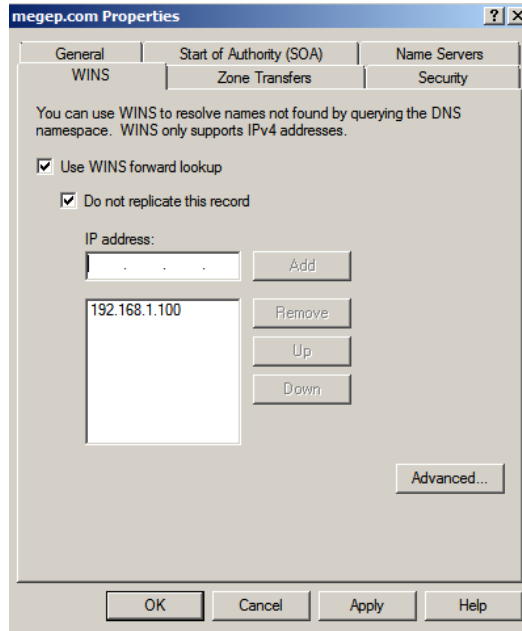 megep.com Properties
General Start of Authority (SOA) Name Servers
WINS Zone Transfers Security
You can use WINS to resolve names not found by querying the DNS
namespace. WINS only supports IPv4 addresses.
Use WINS forward lookup
Do not replicate this record
IP address:
. . . Add
192.168.1.100 Remove
Up
Down
Advanced...
OK Cancel Apply Help